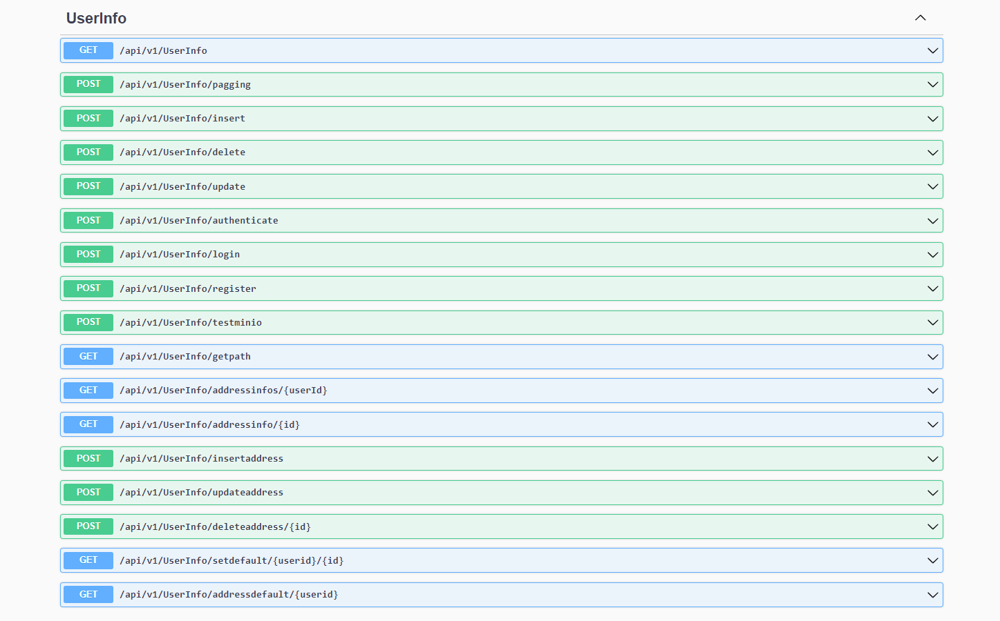 UserInfo
GET /api/v1/UserInfo
POST /api/v1/UserInfo/pagging
POST /api/v1/UserInfo/insert
POST /api/v1/UserInfo/delete
POST /api/v1/UserInfo/update
POST /api/v1/UserInfo/authenticate
POST /api/v1/UserInfo/login
POST /api/v1/UserInfo/register
POST /api/v1/UserInfo/testminio
GET /api/v1/UserInfo/getpath
GET /api/v1/UserInfo/addressinfos/{userId}
GET /api/v1/UserInfo/addressinfo/{id}
POST /api/v1/UserInfo/insertaddress
POST /api/v1/UserInfo/updateaddress
POST /api/v1/UserInfo/deleteaddress/{id}
GET /api/v1/UserInfo/setdefault/{userid}/{id}
GET /api/v1/UserInfo/addressdefault/{userid}